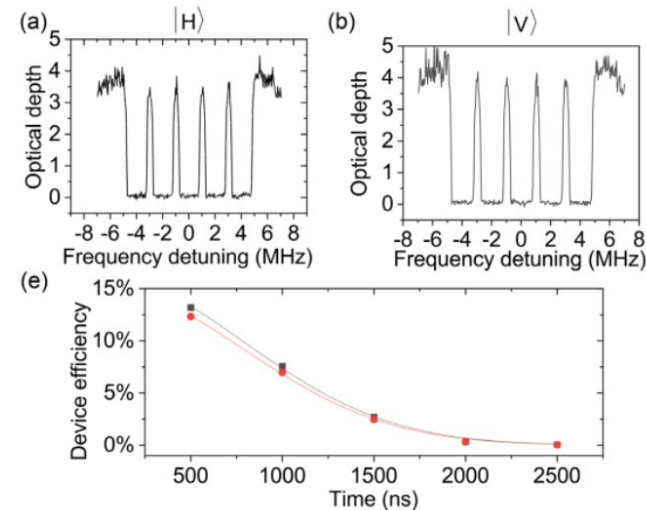 (a)
|H⟩
5
4
3
2
1
0
Optical depth
-8 -6 -4 -2 0 2 4 6 8
Frequency detuning (MHz)
(b)
|V⟩
5
4
3
2
1
0
Optical depth
-8 -6 -4 -2 0 2 4 6 8
Frequency detuning (MHz)
(e)
15%
10%
5%
0%
Device efficiency
500 1000 1500 2000 2500
Time (ns)